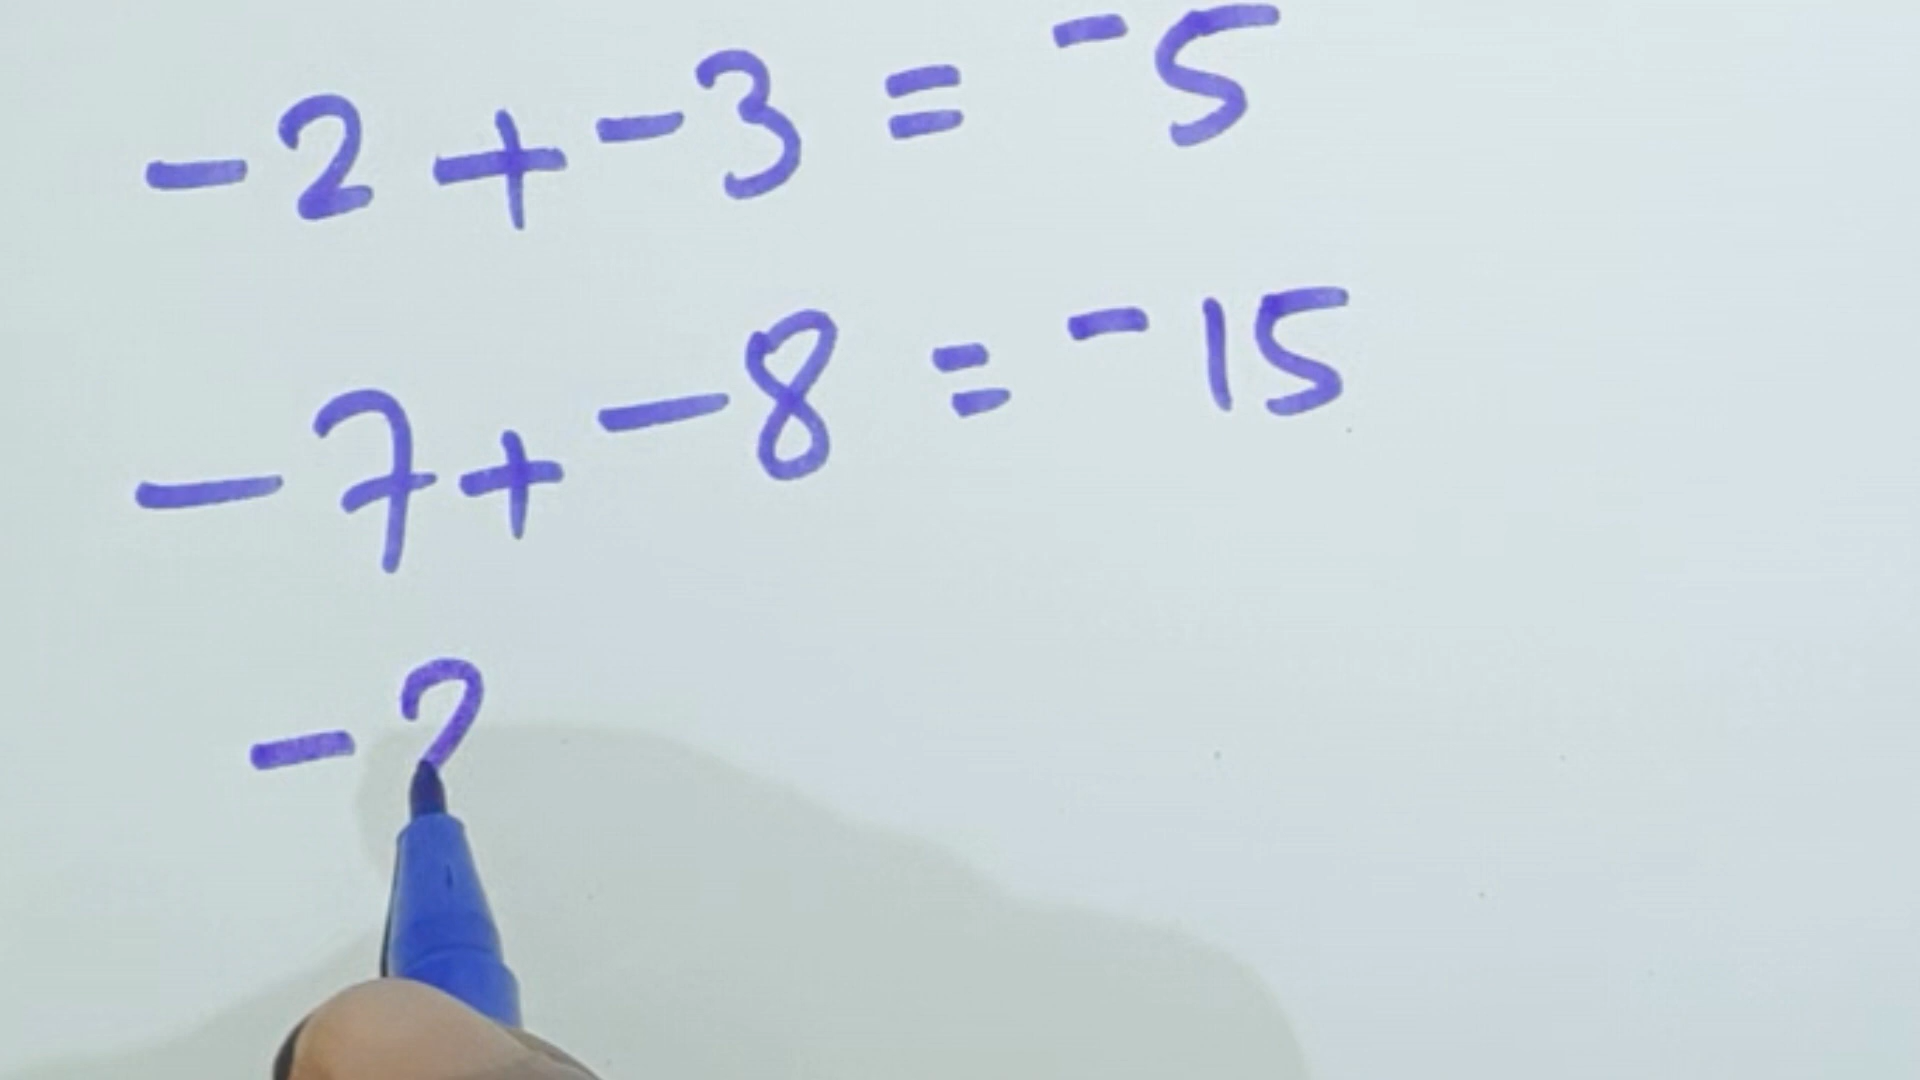 -2 + -3 = -5
-7 + -8 = -15
-2